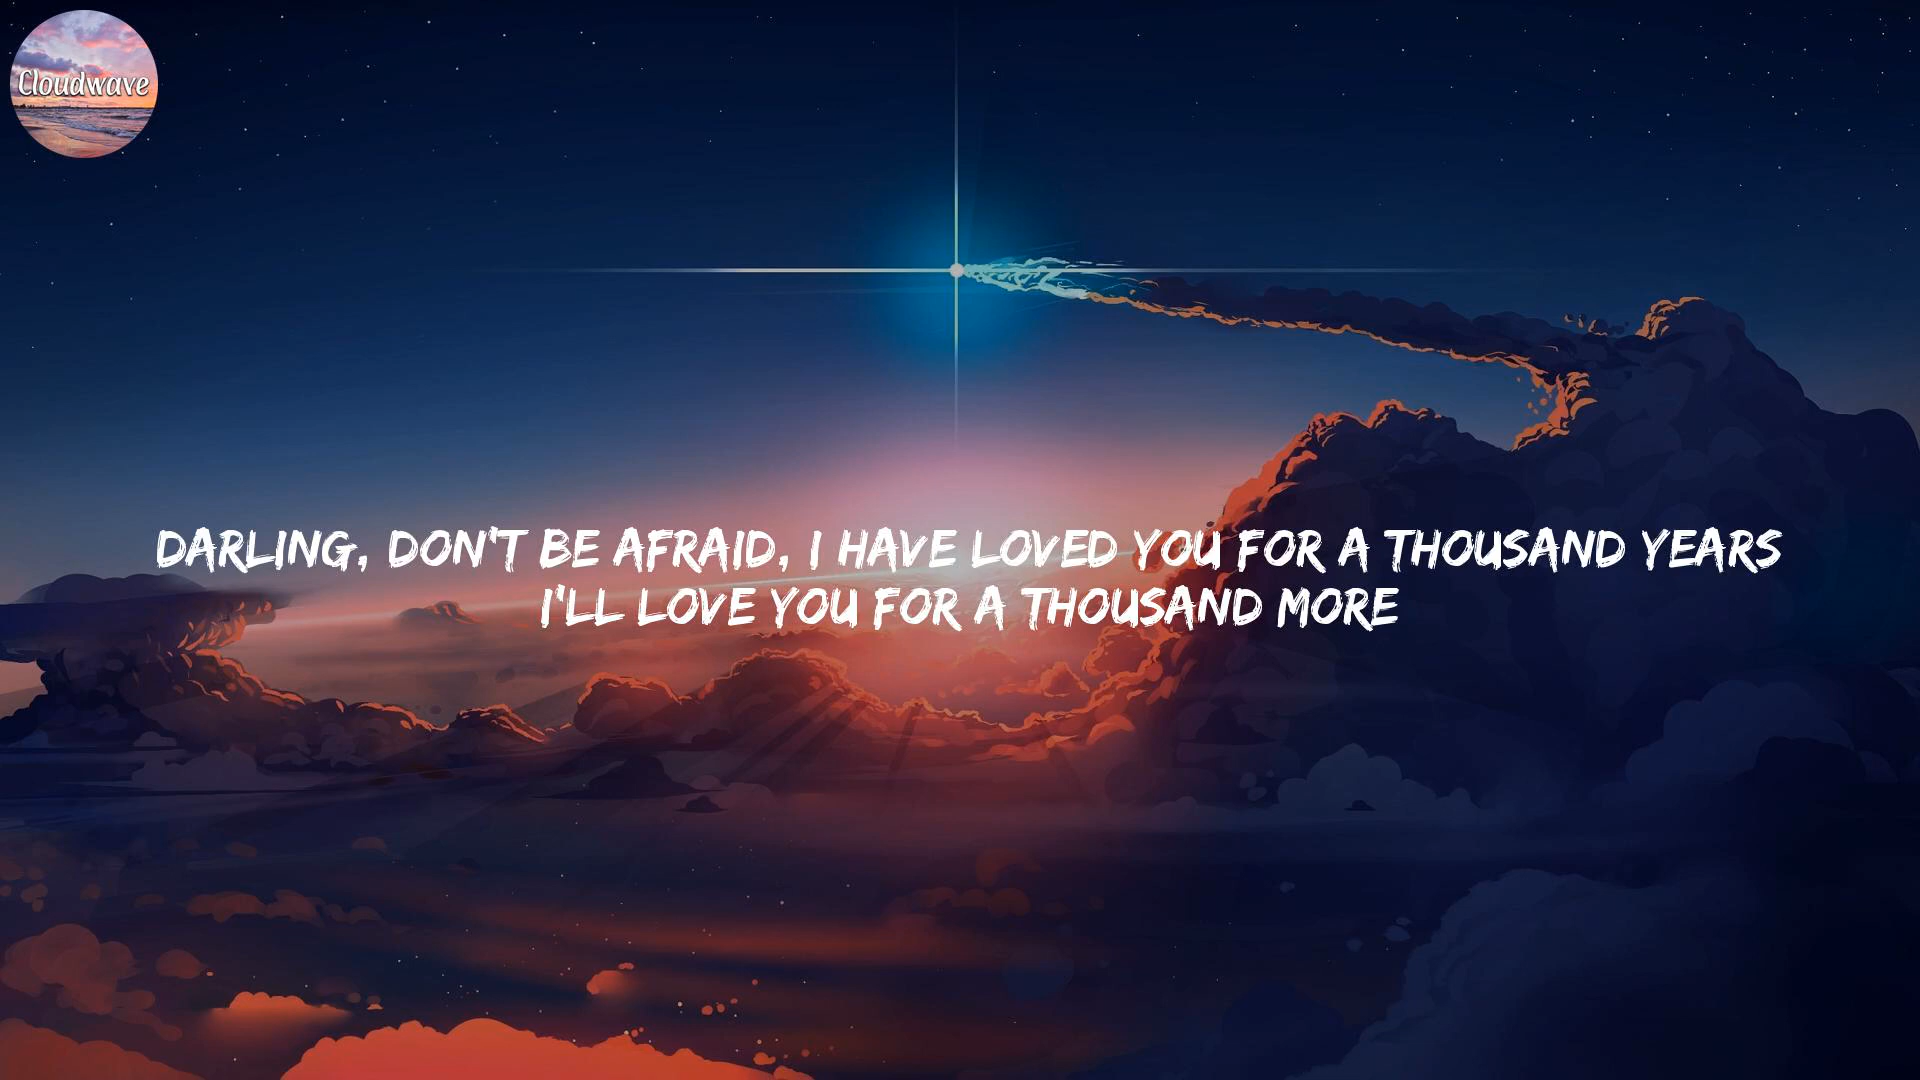 Cloudwave
DARLING, DON'T BE AFRAID, I HAVE LOVED YOU FOR A THOUSAND YEARS
I'LL LOVE YOU FOR A THOUSAND MORE